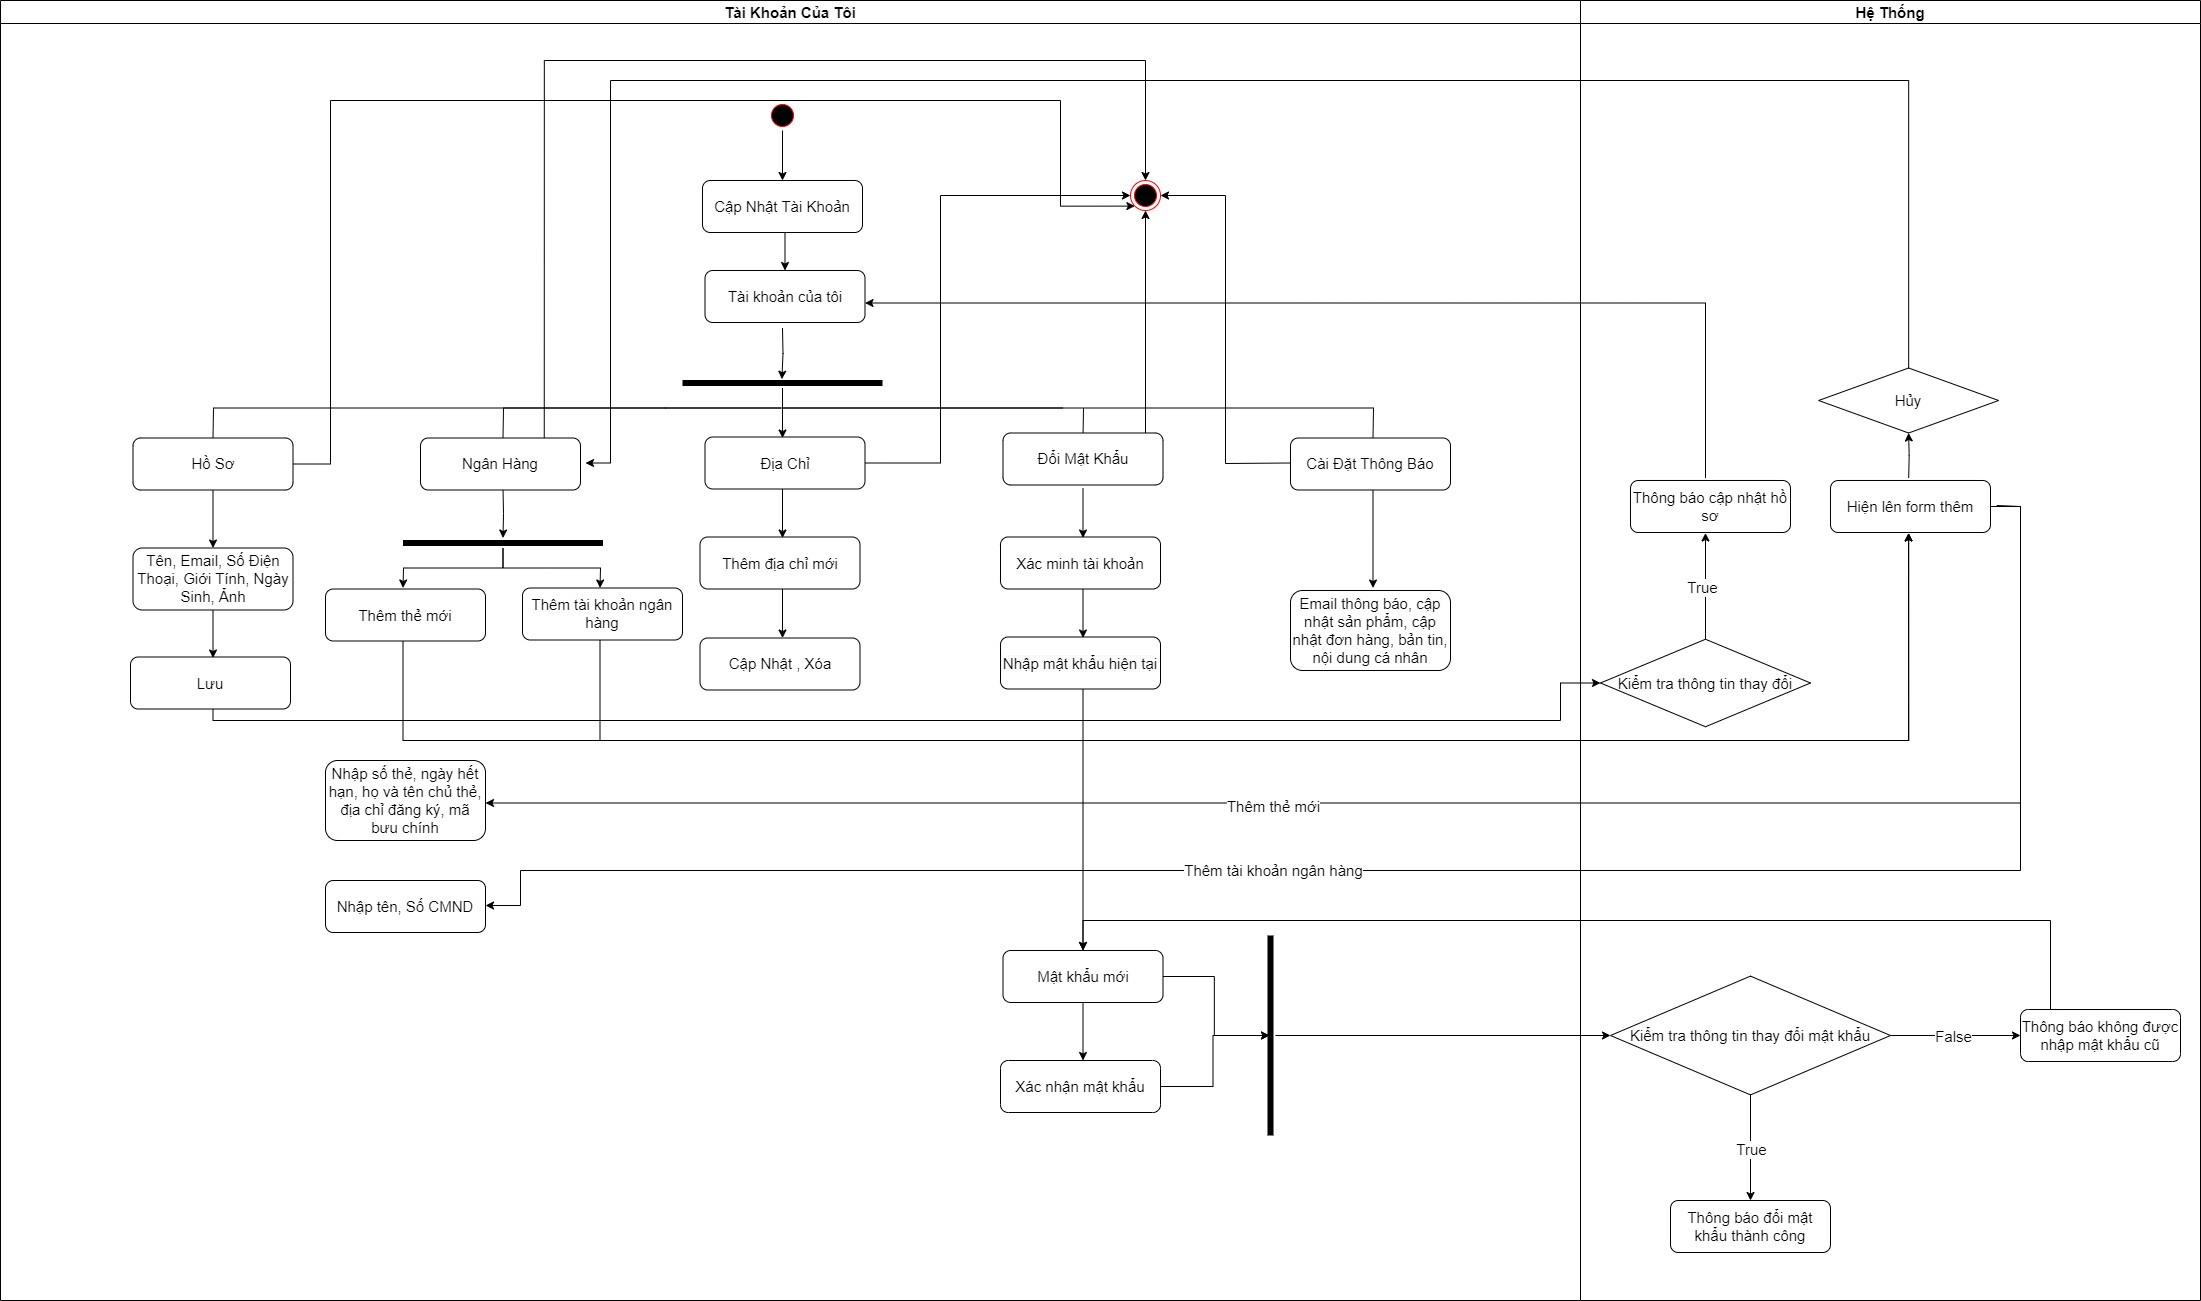 Tài Khoản Của Tôi
Hệ Thống
Cập Nhật Tài Khoản
Tài khoản của tôi
Hủy
Hồ Sơ
Ngân Hàng
Địa Chỉ
Đổi Mật Khẩu
Cài Đặt Thông Báo
Thông báo cập nhật hồ
sơ
Hiện lên form thêm
Tên, Email, Số Điện
Thoại, Giới Tính, Ngày
Sinh, Ảnh
Thêm địa chỉ mới
Xác minh tài khoản
True
Thêm thẻ mới
Thêm tài khoản ngân
hàng
Email thông báo, cập
nhật sản phẩm, cập
nhật đơn hàng, bản tin,
nội dung cá nhân
Lưu
Cập Nhật , Xóa
Nhập mật khẩu hiện tại
Kiểm tra thông tin thay đổi
Nhập số thẻ, ngày hết
hạn, họ và tên chủ thẻ,
địa chỉ đăng ký, mã
bưu chính
Thêm thẻ mới
Thêm tài khoản ngân hàng
Nhập tên, Số CMND
Mật khẩu mới
Kiểm tra thông tin thay đổi mật khẩu
False
Thông báo không được
nhập mật khẩu cũ
Xác nhận mật khẩu
True
Thông báo đổi mật
khẩu thành công